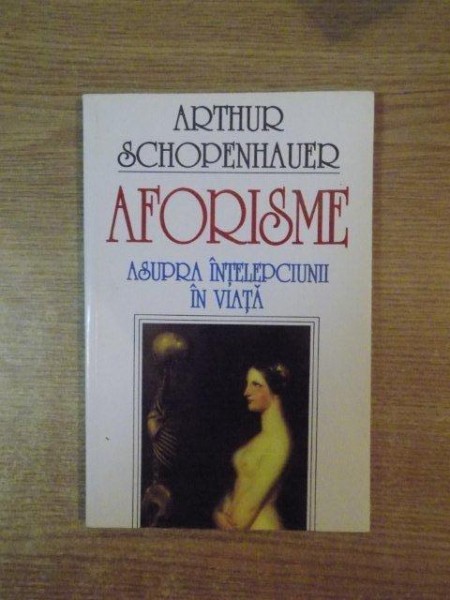 ARTHUR
SCHOPENHAUER
AFORISME
ASUPRA ÎNȚELEPCIUNII
ÎN VIAȚĂ